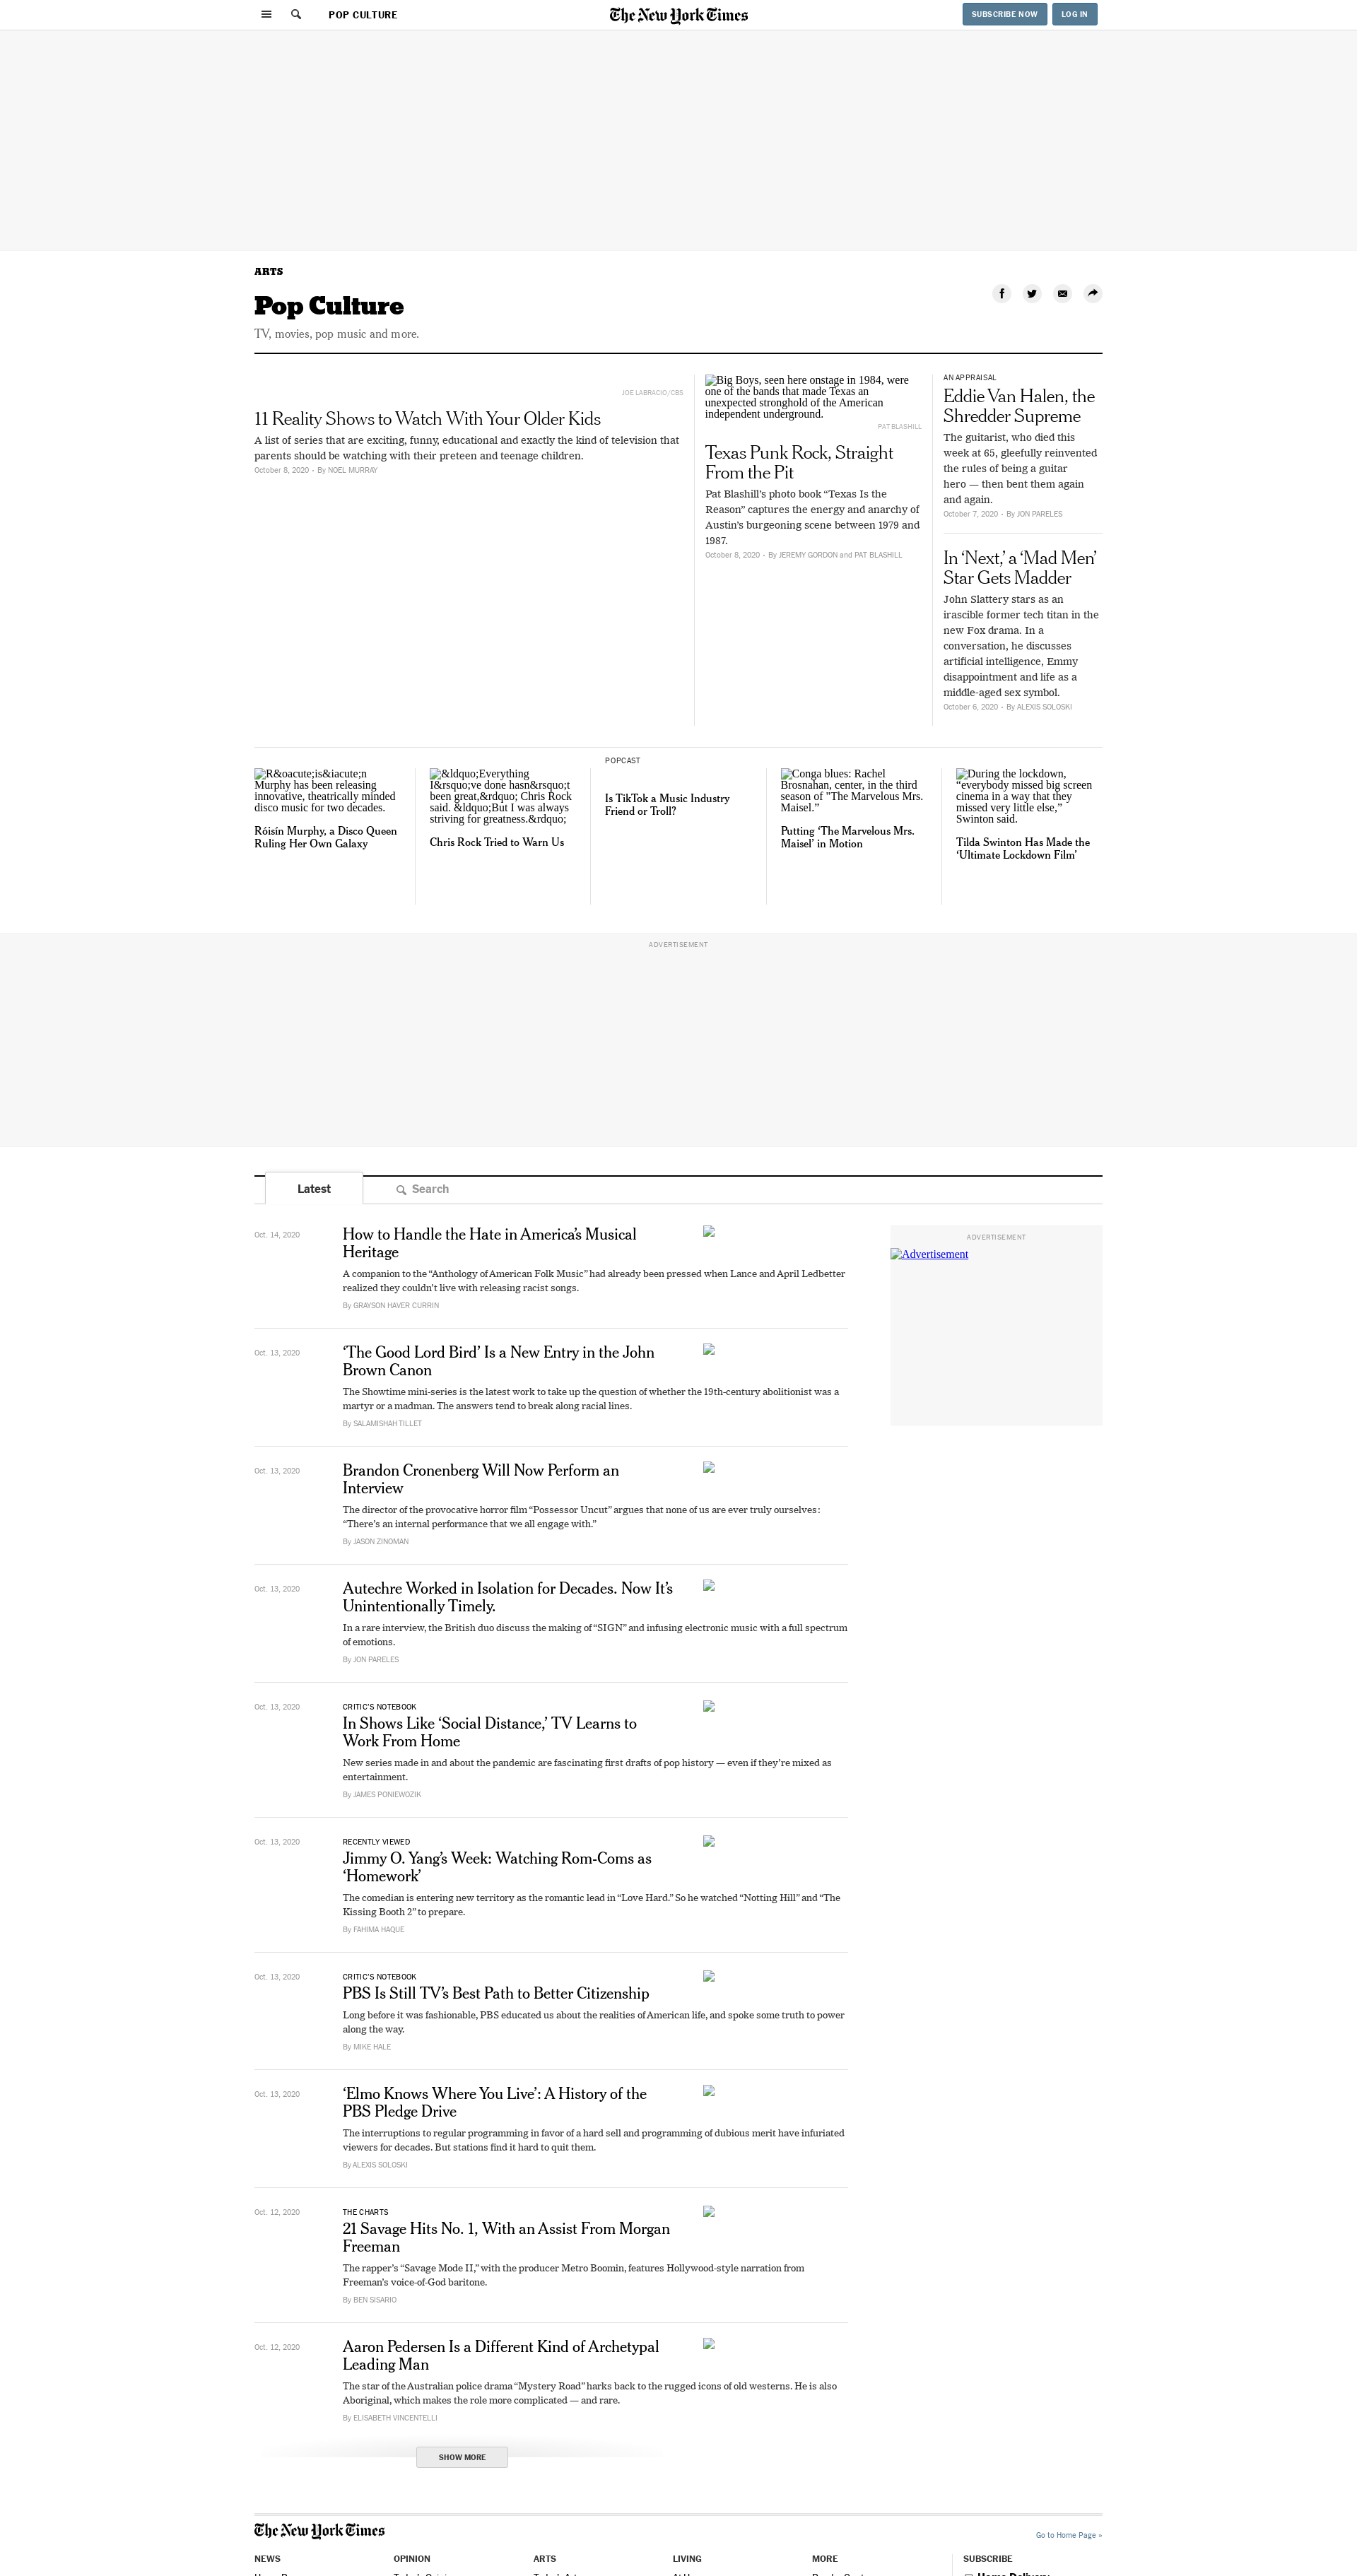 POP CULTURE
The New York Times
SUBSCRIBE NOW
LOG IN
ARTS
Pop Culture
TV, movies, pop music and more.
JOE LABRACIO/CBS
11 Reality Shows to Watch With Your Older Kids
A list of series that are exciting, funny, educational and exactly the kind of television that
parents should be watching with their preteen and teenage children.
October 8, 2020 • By NOEL MURRAY
Big Boys, seen here onstage in 1984, were
one of the bands that made Texas an
unexpected stronghold of the American
independent underground.
PAT BLASHILL
Texas Punk Rock, Straight
From the Pit
Pat Blashill’s photo book “Texas Is the
Reason” captures the energy and anarchy of
Austin’s burgeoning scene between 1979 and
1987.
October 8, 2020 • By JEREMY GORDON and PAT BLASHILL
AN APPRAISAL
Eddie Van Halen, the
Shredder Supreme
The guitarist, who died this
week at 65, gleefully reinvented
the rules of being a guitar
hero — then bent them again
and again.
October 7, 2020 • By JON PARELES
In ‘Next,’ a ‘Mad Men’
Star Gets Madder
John Slattery stars as an
irascible former tech titan in the
new Fox drama. In a
conversation, he discusses
artificial intelligence, Emmy
disappointment and life as a
middle-aged sex symbol.
October 6, 2020 • By ALEXIS SOLOSKI
R&oacute;is&iacute;n
Murphy has been releasing
innovative, theatrically minded
disco music for two decades.
Róisín Murphy, a Disco Queen
Ruling Her Own Galaxy
&ldquo;Everything
I&rsquo;ve done hasn&rsquo;t
been great,&rdquo; Chris Rock
said. &ldquo;But I was always
striving for greatness.&rdquo;
Chris Rock Tried to Warn Us
POPCAST
Is TikTok a Music Industry
Friend or Troll?
Conga blues: Rachel
Brosnahan, center, in the third
season of "The Marvelous Mrs.
Maisel.”
Putting ‘The Marvelous Mrs.
Maisel’ in Motion
During the lockdown,
“everybody missed big screen
cinema in a way that they
missed very little else,”
Swinton said.
Tilda Swinton Has Made the
‘Ultimate Lockdown Film’
ADVERTISEMENT
Latest
Search
Oct. 14, 2020
How to Handle the Hate in America’s Musical
Heritage
A companion to the “Anthology of American Folk Music” had already been pressed when Lance and April Ledbetter
realized they couldn’t live with releasing racist songs.
By GRAYSON HAVER CURRIN
ADVERTISEMENT
Advertisement
Oct. 13, 2020
‘The Good Lord Bird’ Is a New Entry in the John
Brown Canon
The Showtime mini-series is the latest work to take up the question of whether the 19th-century abolitionist was a
martyr or a madman. The answers tend to break along racial lines.
By SALAMISHAH TILLET
Oct. 13, 2020
Brandon Cronenberg Will Now Perform an
Interview
The director of the provocative horror film “Possessor Uncut” argues that none of us are ever truly ourselves:
“There’s an internal performance that we all engage with.”
By JASON ZINOMAN
Oct. 13, 2020
Autechre Worked in Isolation for Decades. Now It’s
Unintentionally Timely.
In a rare interview, the British duo discuss the making of “SIGN” and infusing electronic music with a full spectrum
of emotions.
By JON PARELES
Oct. 13, 2020
CRITIC’S NOTEBOOK
In Shows Like ‘Social Distance,’ TV Learns to
Work From Home
New series made in and about the pandemic are fascinating first drafts of pop history — even if they’re mixed as
entertainment.
By JAMES PONIEWOZIK
Oct. 13, 2020
RECENTLY VIEWED
Jimmy O. Yang’s Week: Watching Rom-Coms as
‘Homework’
The comedian is entering new territory as the romantic lead in “Love Hard.” So he watched “Notting Hill” and “The
Kissing Booth 2” to prepare.
By FAHIMA HAQUE
Oct. 13, 2020
CRITIC’S NOTEBOOK
PBS Is Still TV’s Best Path to Better Citizenship
Long before it was fashionable, PBS educated us about the realities of American life, and spoke some truth to power
along the way.
By MIKE HALE
Oct. 13, 2020
‘Elmo Knows Where You Live’: A History of the
PBS Pledge Drive
The interruptions to regular programming in favor of a hard sell and programming of dubious merit have infuriated
viewers for decades. But stations find it hard to quit them.
By ALEXIS SOLOSKI
Oct. 12, 2020
THE CHARTS
21 Savage Hits No. 1, With an Assist From Morgan
Freeman
The rapper’s “Savage Mode II,” with the producer Metro Boomin, features Hollywood-style narration from
Freeman’s voice-of-God baritone.
By BEN SISARIO
Oct. 12, 2020
Aaron Pedersen Is a Different Kind of Archetypal
Leading Man
The star of the Australian police drama “Mystery Road” harks back to the rugged icons of old westerns. He is also
Aboriginal, which makes the role more complicated — and rare.
By ELISABETH VINCENTELLI
SHOW MORE
The New York Times
Go to Home Page »
NEWS
OPINION
ARTS
LIVING
MORE
SUBSCRIBE